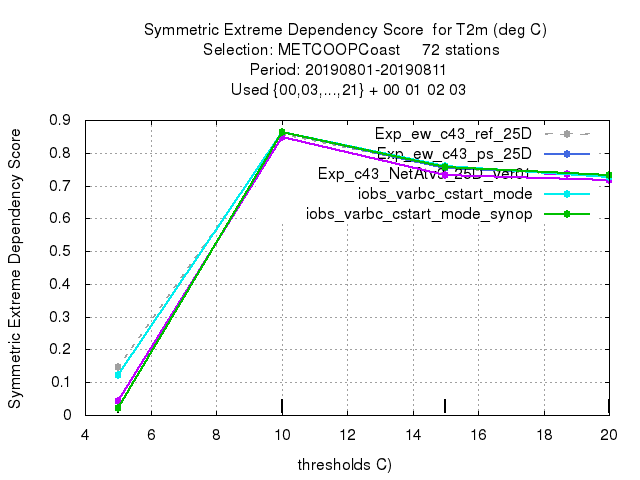 Symmetric Extreme Dependency Score for T2m (deg C)
Selection: METCOOPCoast 72 stations
Period: 20190801-20190811
Used {00,03,...,21} + 00 01 02 03
Symmetric Extreme Dependency Score
0.9
0.8
0.7
0.6
0.5
0.4
0.3
0.2
0.1
0
Exp_ew_c43_ref_25D
Exp_ew_c43_ps_25D
iobs_varbc_cstart_mode
iobs_varbc_cstart_mode_synop
4 6 8 10 12 14 16 18 20
thresholds C)